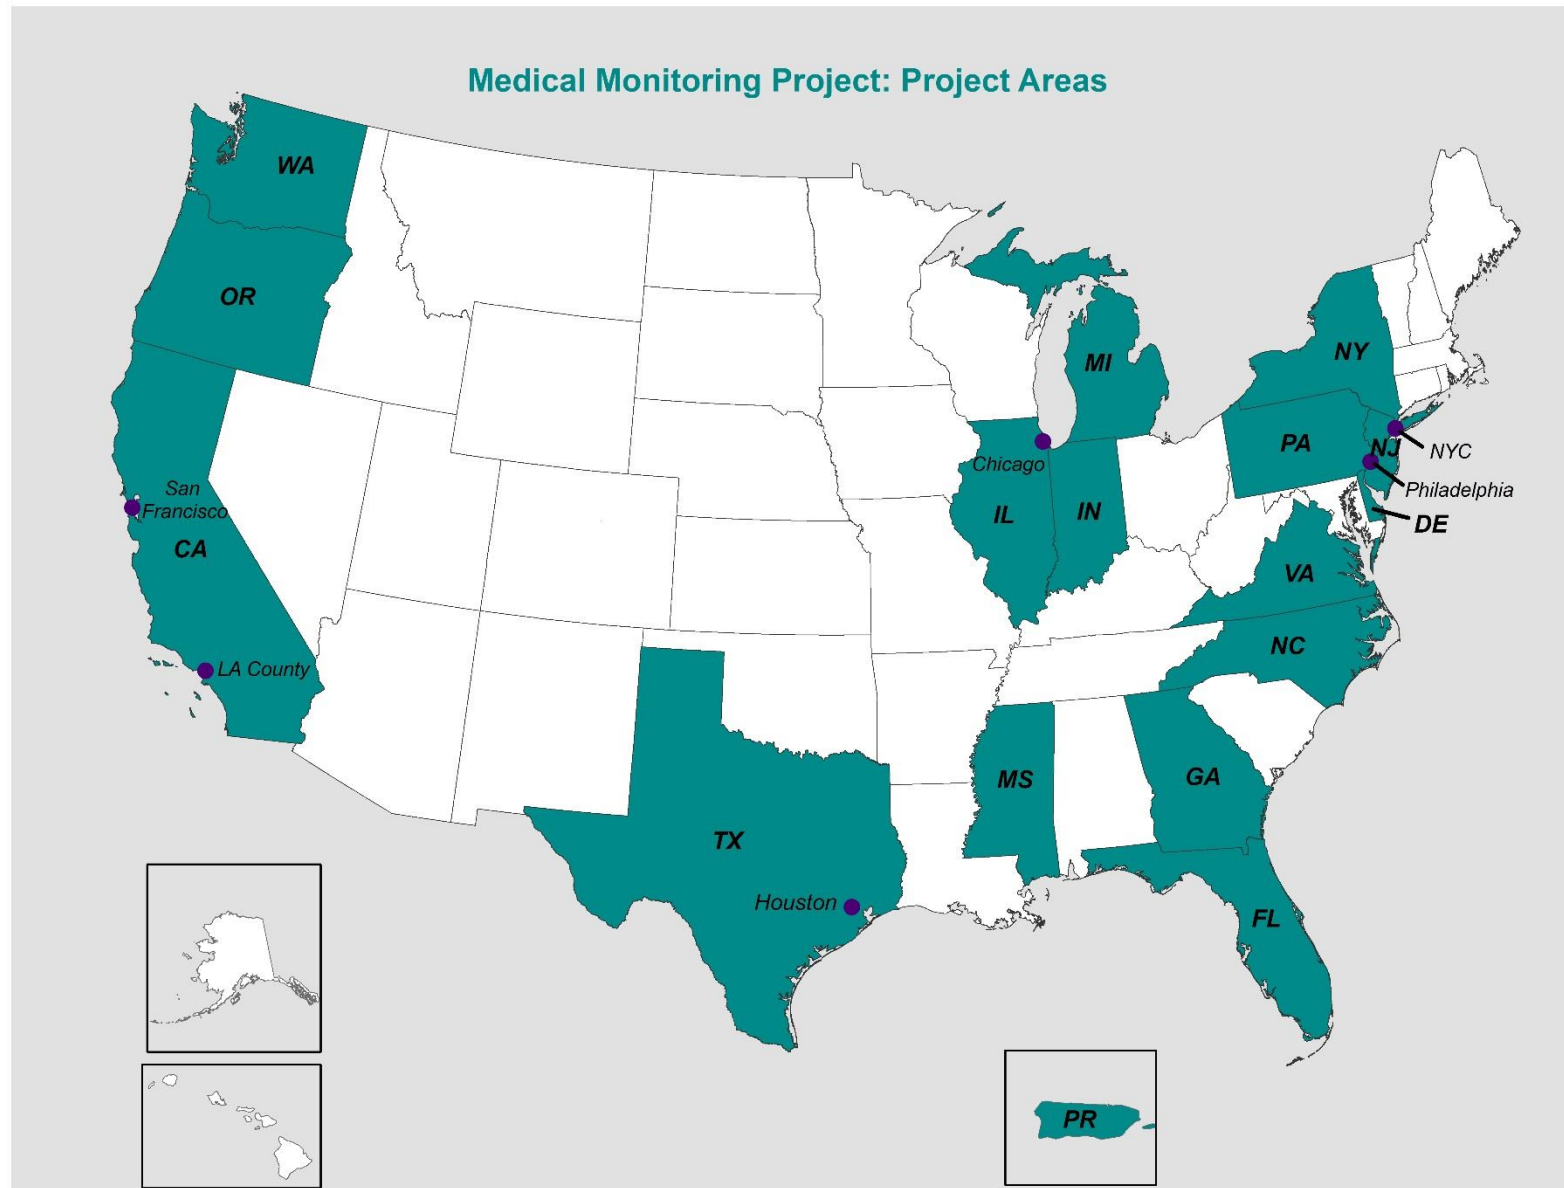 Medical Monitoring Project: Project Areas
WA
OR
MI
NY
PA
NJ
NYC
Chicago
Philadelphia
San
Francisco
IL
IN
DE
CA
VA
NC
LA County
MS
GA
TX
Houston
FL
PR